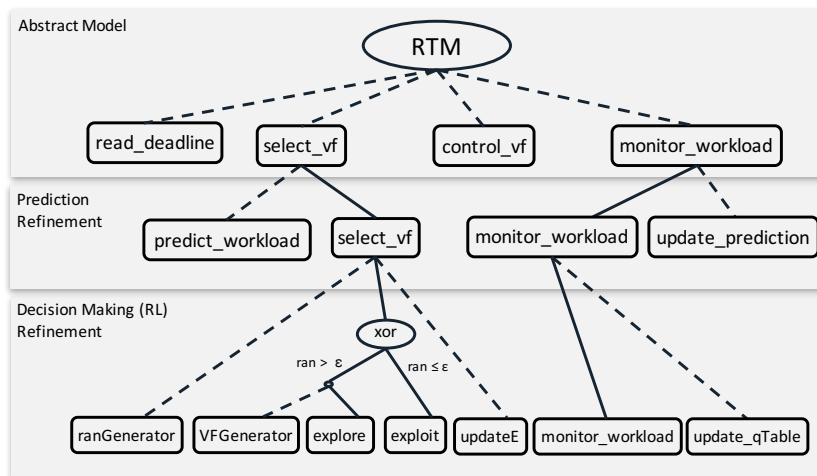 Abstract Model
RTM
read_deadline
select_vf
control_vf
monitor_workload
Prediction
Refinement
predict_workload
select_vf
monitor_workload
update_prediction
Decision Making (RL)
Refinement
xor
ran > ε
ran ≤ ε
ranGenerator
VFGenerator
explore
exploit
updateE
monitor_workload
update_qTable